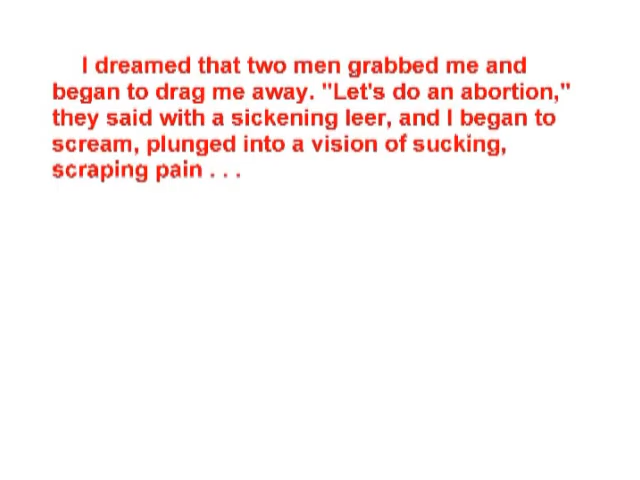 I dreamed that two men grabbed me and
began to drag me away. "Let's do an abortion,"
they said with a sickening leer, and I began to
scream, plunged into a vision of sucking,
scraping pain . . .